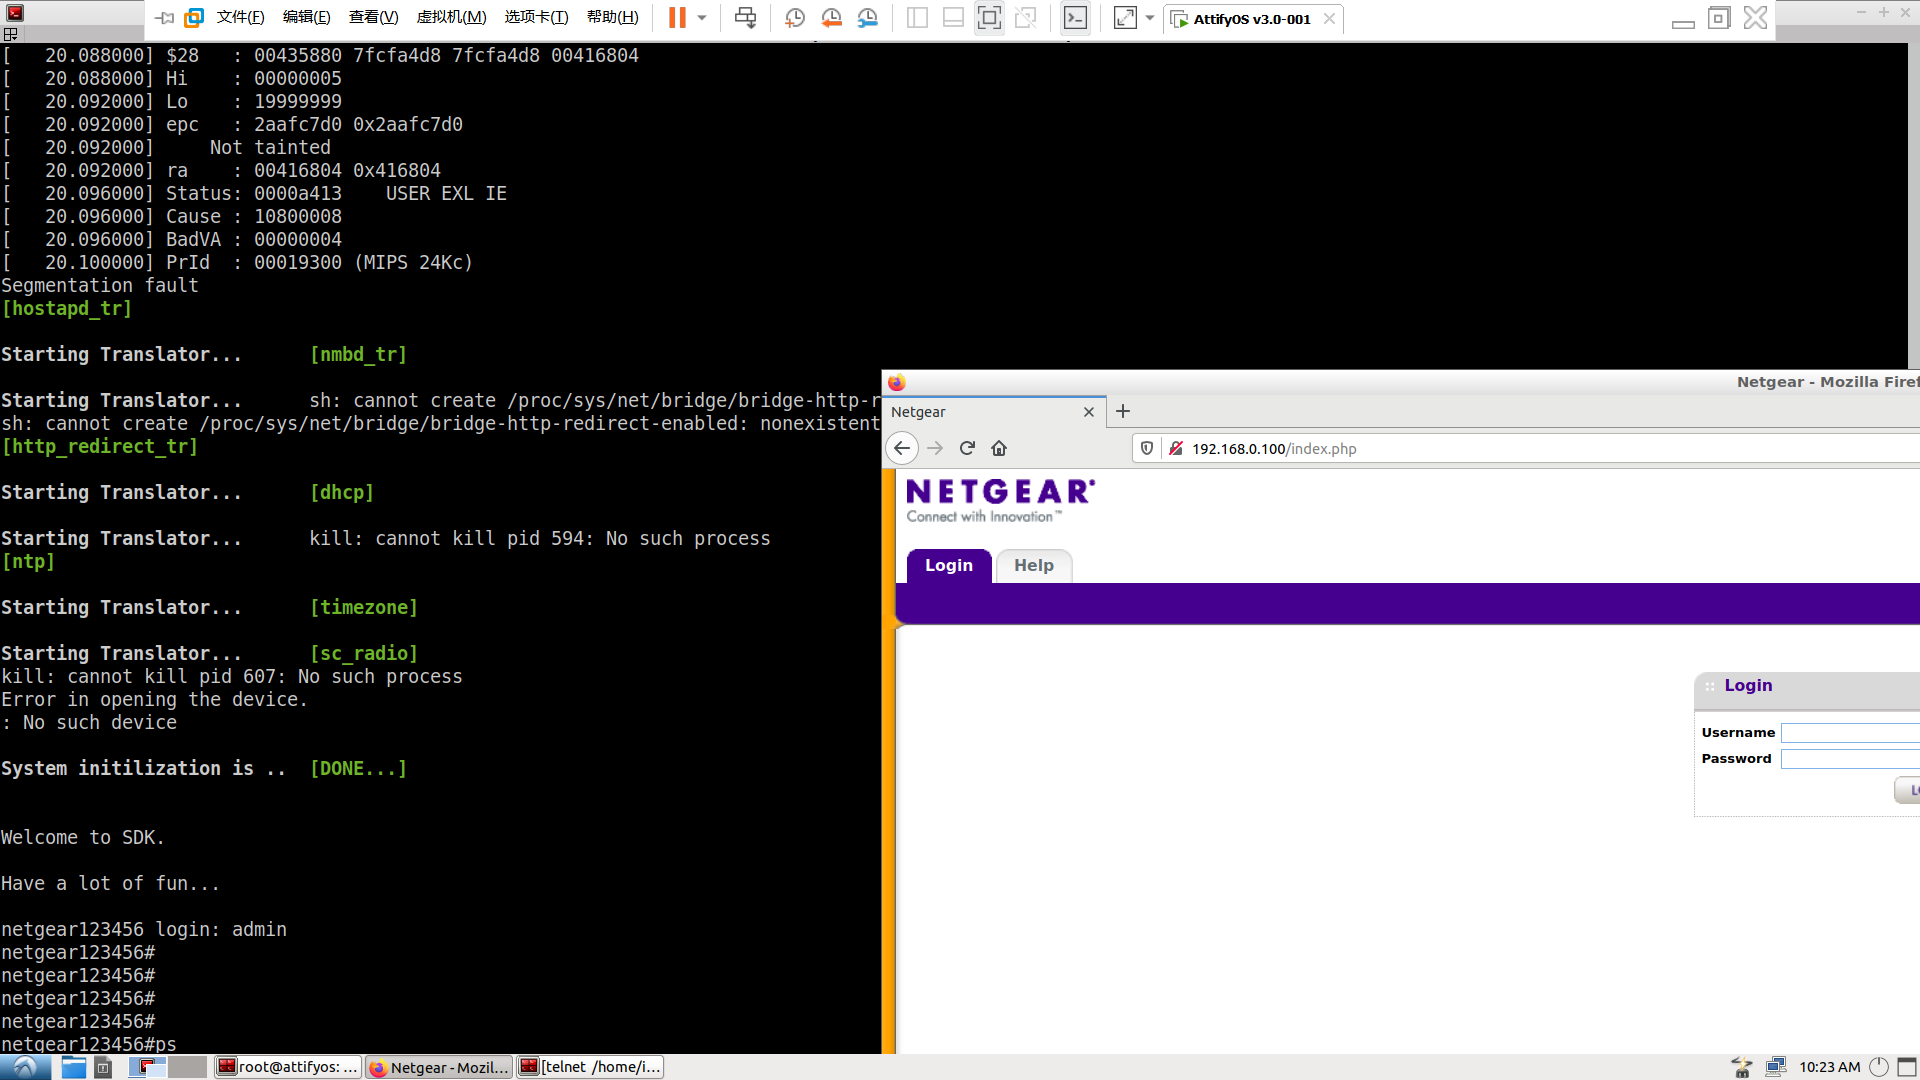 文件(F) 编辑(E) 查看(V) 虚拟机(M) 选项卡(T) 帮助(H) AttifyOS v3.0-001
[   20.088000] $28   : 00435880 7fcfa4d8 7fcfa4d8 00416804
[   20.088000] Hi    : 00000005
[   20.092000] Lo    : 19999999
[   20.092000] epc   : 2aafc7d0 0x2aafc7d0
[   20.092000]     Not tainted
[   20.092000] ra    : 00416804 0x416804
[   20.096000] Status: 0000a413    USER EXL IE
[   20.096000] Cause : 10800008
[   20.096000] BadVA : 00000004
[   20.100000] PrId  : 00019300 (MIPS 24Kc)
Segmentation fault
[hostapd_tr]
Starting Translator...      [nmbd_tr]
Starting Translator...      sh: cannot create /proc/sys/net/bridge/bridge-http-r
sh: cannot create /proc/sys/net/bridge/bridge-http-redirect-enabled: nonexistent
[http_redirect_tr]
Starting Translator...      [dhcp]
Starting Translator...      kill: cannot kill pid 594: No such process
[ntp]
Starting Translator...      [timezone]
Starting Translator...      [sc_radio]
kill: cannot kill pid 607: No such process
Error in opening the device.
: No such device
System initilization is ..  [DONE...]
Welcome to SDK.
Have a lot of fun...
netgear123456 login: admin
netgear123456#
netgear123456#
netgear123456#
netgear123456#
netgear123456#ps
Netgear - Mozilla Firef
Netgear
192.168.0.100/index.php
NETGEAR
Connect with Innovation™
Login Help
Login
Username
Password
root@attifyos: ... Netgear - Mozil... [telnet /home/i... 10:23 AM